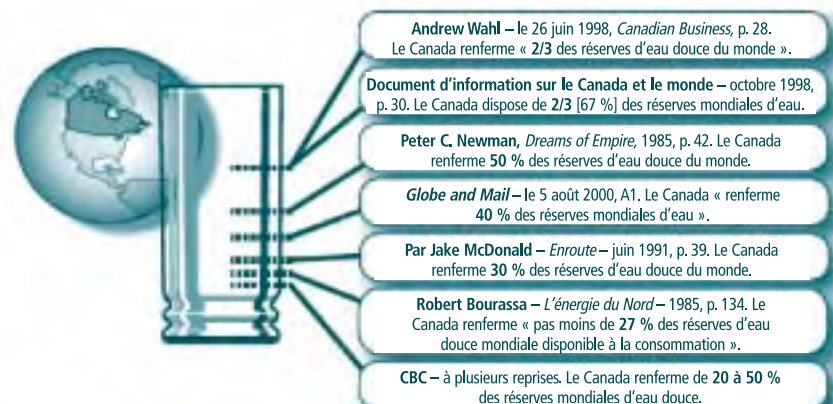 Andrew Wahl – le 26 juin 1998, Canadian Business, p. 28.
Le Canada renferme « 2/3 des réserves d'eau douce du monde ».
Document d'information sur le Canada et le monde – octobre 1998,
p. 30. Le Canada dispose de 2/3 [67 %] des réserves mondiales d'eau.
Peter C. Newman, Dreams of Empire, 1985, p. 42. Le Canada
renferme 50 % des réserves d'eau douce du monde.
Globe and Mail – le 5 août 2000, A1. Le Canada « renferme
40 % des réserves mondiales d'eau ».
Par Jake McDonald – Enroute – juin 1991, p. 39. Le Canada
renferme 30 % des réserves d'eau douce du monde.
Robert Bourassa – L'énergie du Nord – 1985, p. 134. Le
Canada renferme « pas moins de 27 % des réserves d'eau
douce mondiale disponible à la consommation ».
CBC – à plusieurs reprises. Le Canada renferme de 20 à 50 %
des réserves mondiales d'eau douce.